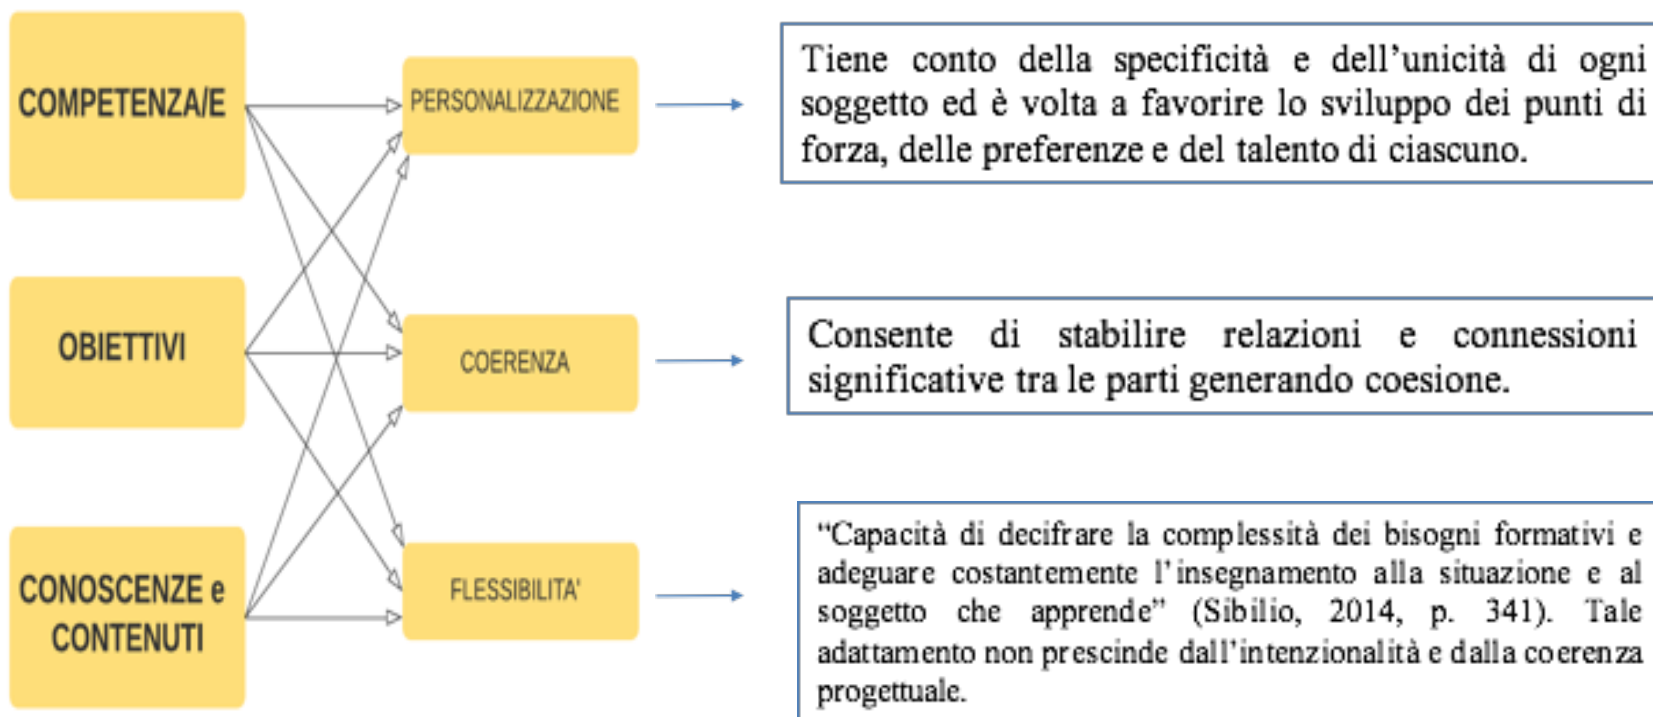 COMPETENZA/E
PERSONALIZZAZIONE
Tiene conto della specificità e dell'unicità di ogni
soggetto ed è volta a favorire lo sviluppo dei punti di
forza, delle preferenze e del talento di ciascuno.
OBIETTIVI
COERENZA
Consente di stabilire relazioni e connessioni
significative tra le parti generando coesione.
CONOSCENZE e
CONTENUTI
FLESSIBILITA'
“Capacità di decifrare la complessità dei bisogni formativi e
adeguare costantemente l'insegnamento alla situazione e al
soggetto che apprende” (Sibilio, 2014, p. 341). Tale
adattamento non prescinde dall'intenzionalità e dalla coerenza
progettuale.